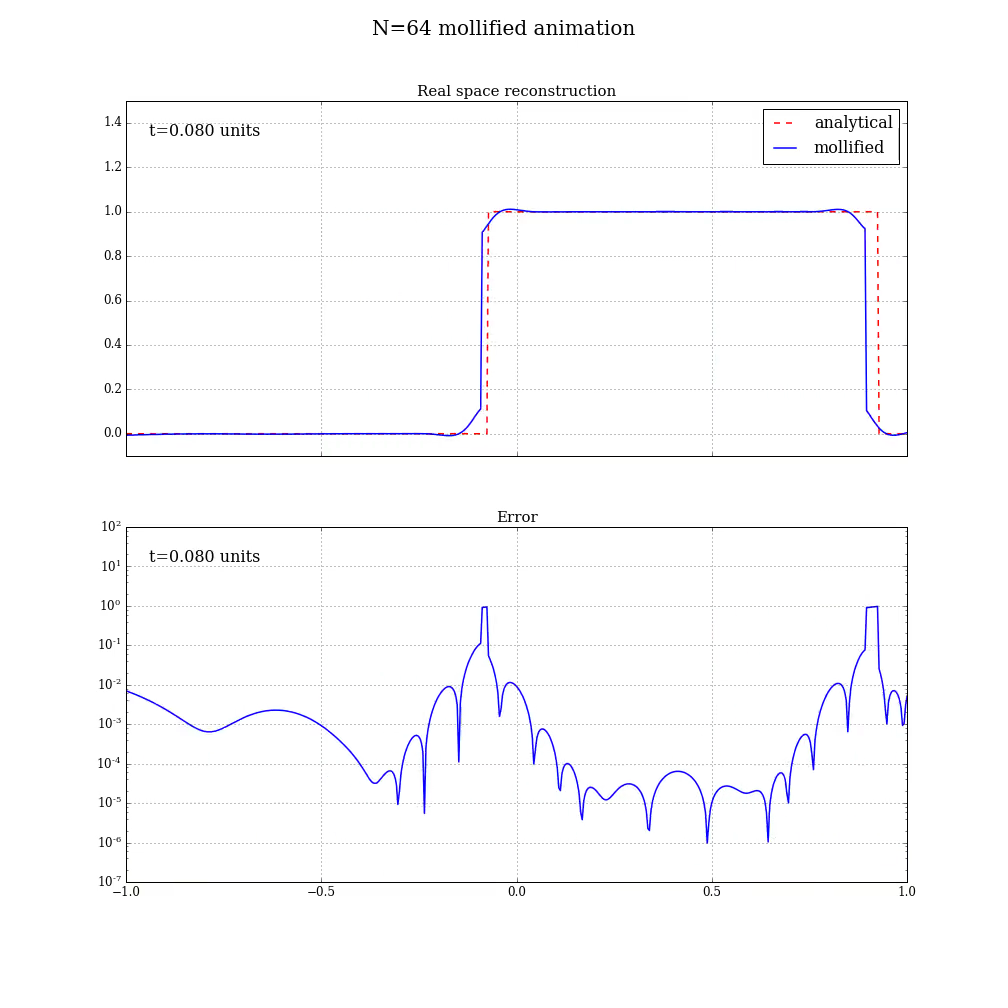 N=64 mollified animation
Real space reconstruction
t=0.080 units
analytical
mollified
1.4
1.2
1.0
0.8
0.6
0.4
0.2
0.0
Error
t=0.080 units
10²
10¹
10⁰
10⁻¹
10⁻²
10⁻³
10⁻⁴
10⁻⁵
10⁻⁶
10⁻⁷
−1.0 −0.5 0.0 0.5 1.0